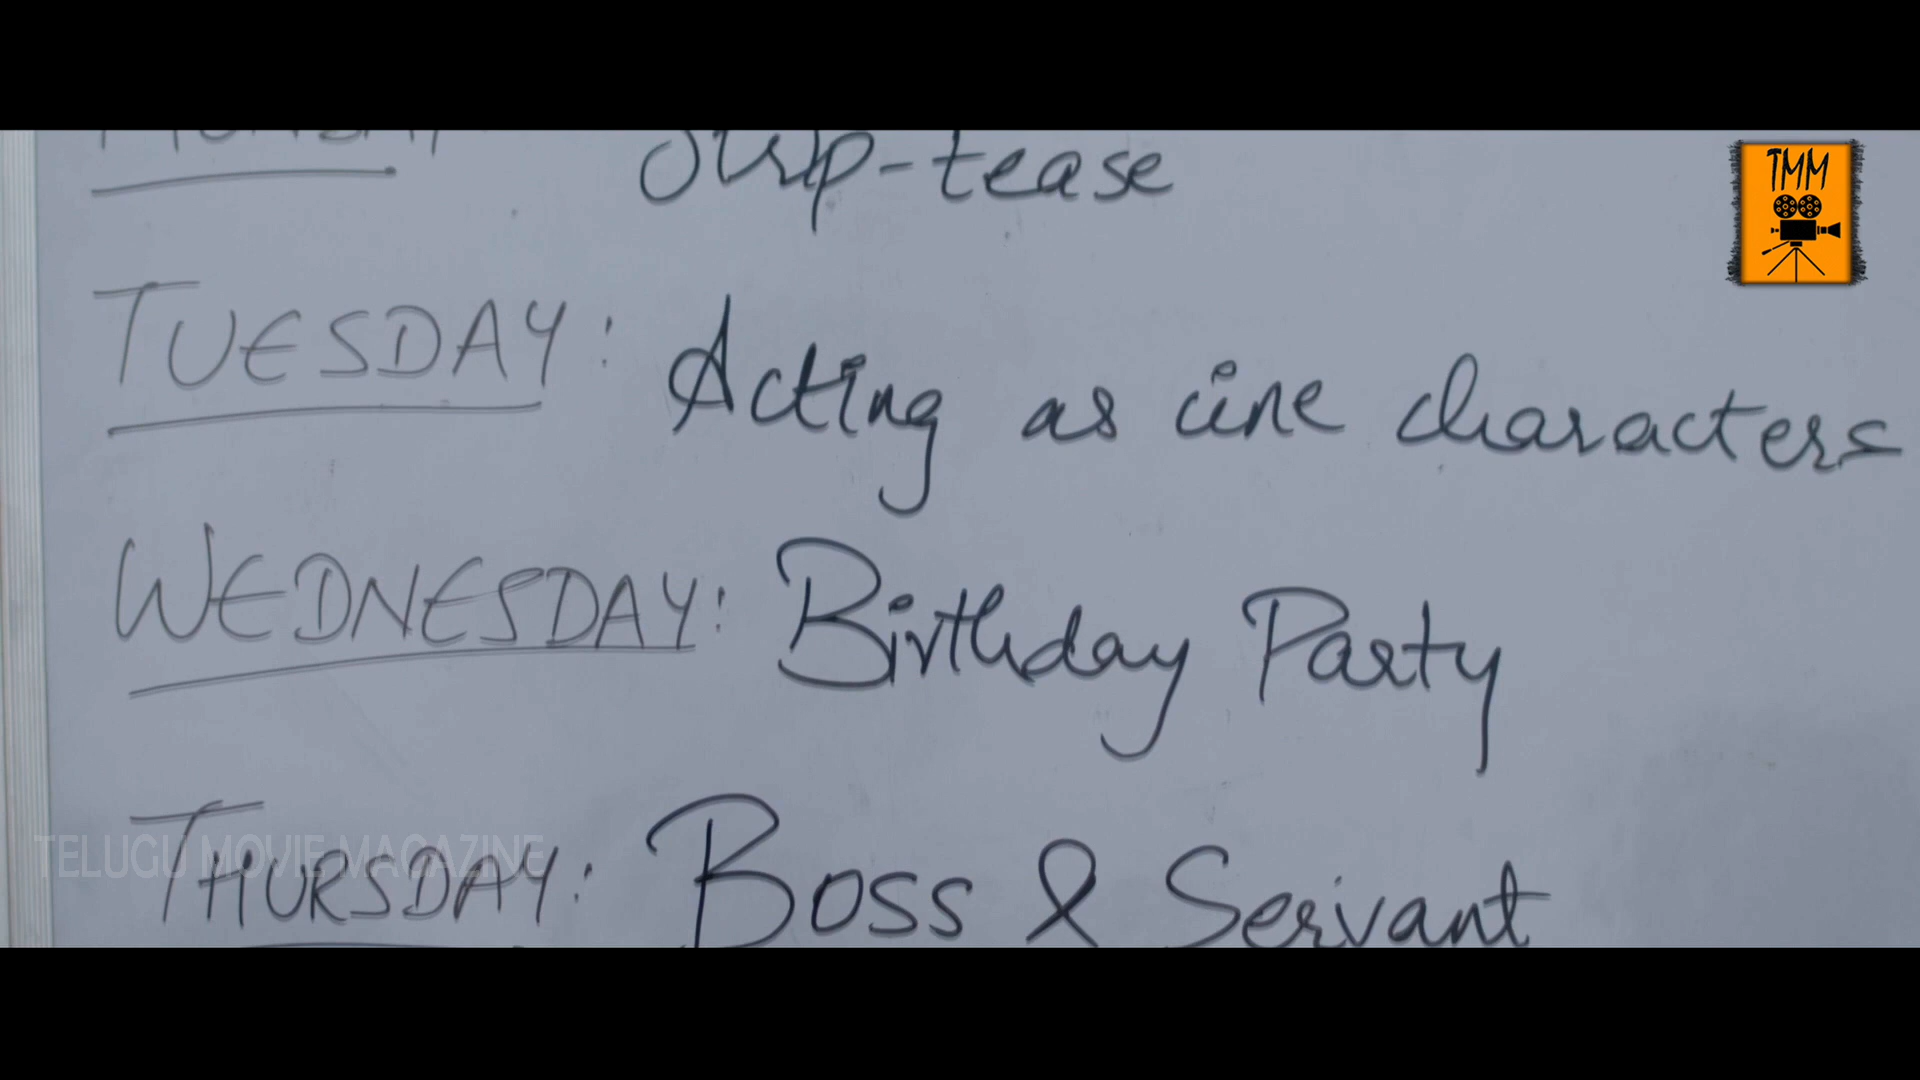 Strip-tease
TMM
TUESDAY: Acting as cine characters
WEDNESDAY: Birthday Party
THURSDAY: Boss & Servant
TELUGU MOVIE MAGAZINE